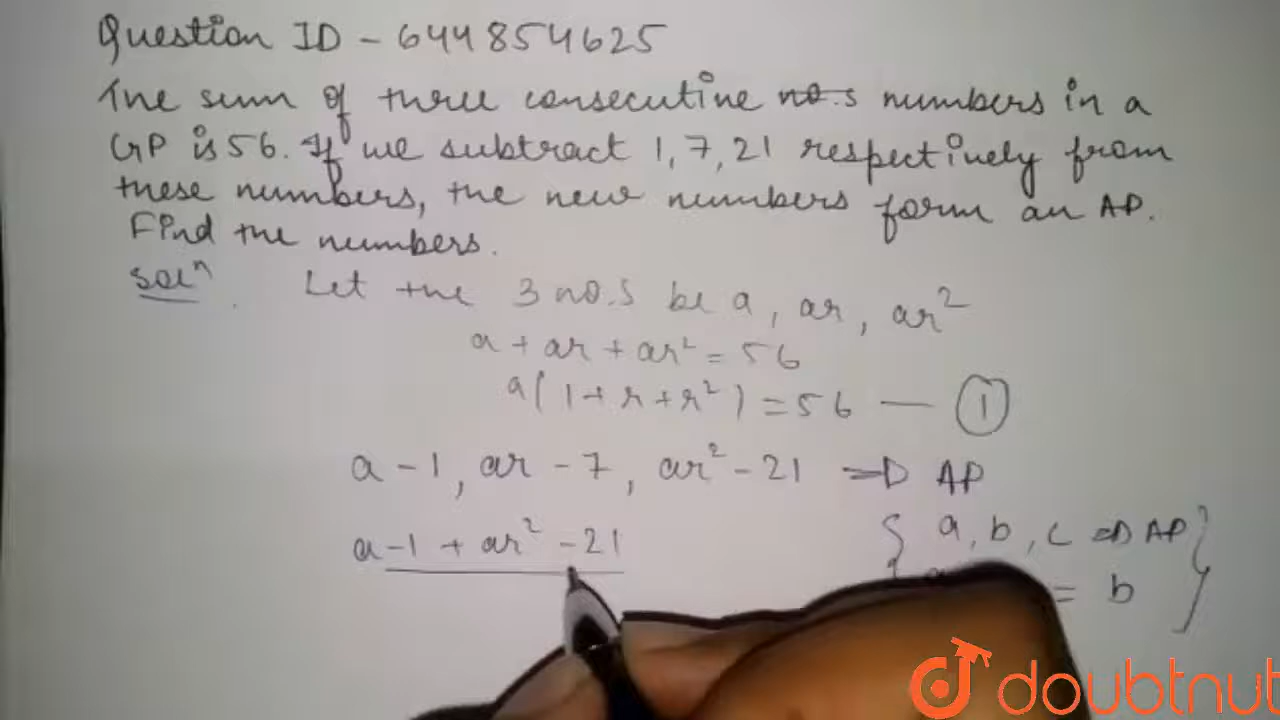 Question ID - 644854625
The sum of three consecutive no.s numbers in a
GP is 56. If we subtract 1, 7, 21 respectively from
these numbers, the new numbers form an AP.
Find the numbers.
Solⁿ. Let the 3 no.s be a, ar, ar²
a + ar + ar² = 56
a(1 + r + r²) = 56 — ①
a - 1, ar - 7, ar² - 21 ⇒ AP
a - 1 + ar² - 21
{ a, b, c ⇒ AP }
= b
doubtnut